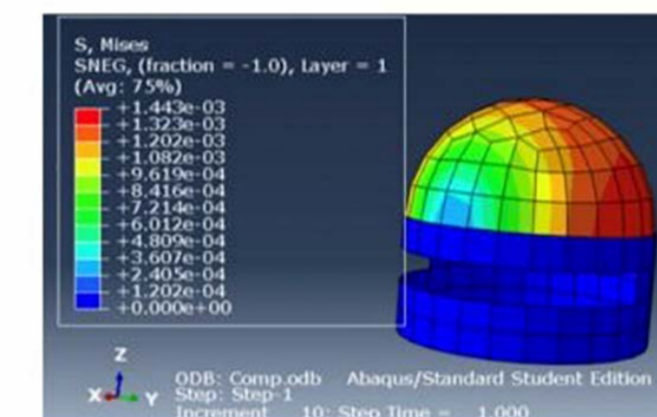 S, Mises
SNEG, (fraction = -1.0), Layer = 1
(Avg: 75%)
+1.443e-03
+1.323e-03
+1.202e-03
+1.082e-03
+9.619e-04
+8.416e-04
+7.214e-04
+6.012e-04
+4.809e-04
+3.607e-04
+2.405e-04
+1.202e-04
+0.000e+00
Z
X Y
ODB: Comp.odb Abaqus/Standard Student Edition
Step: Step-1
Increment 10: Step Time = 1.000